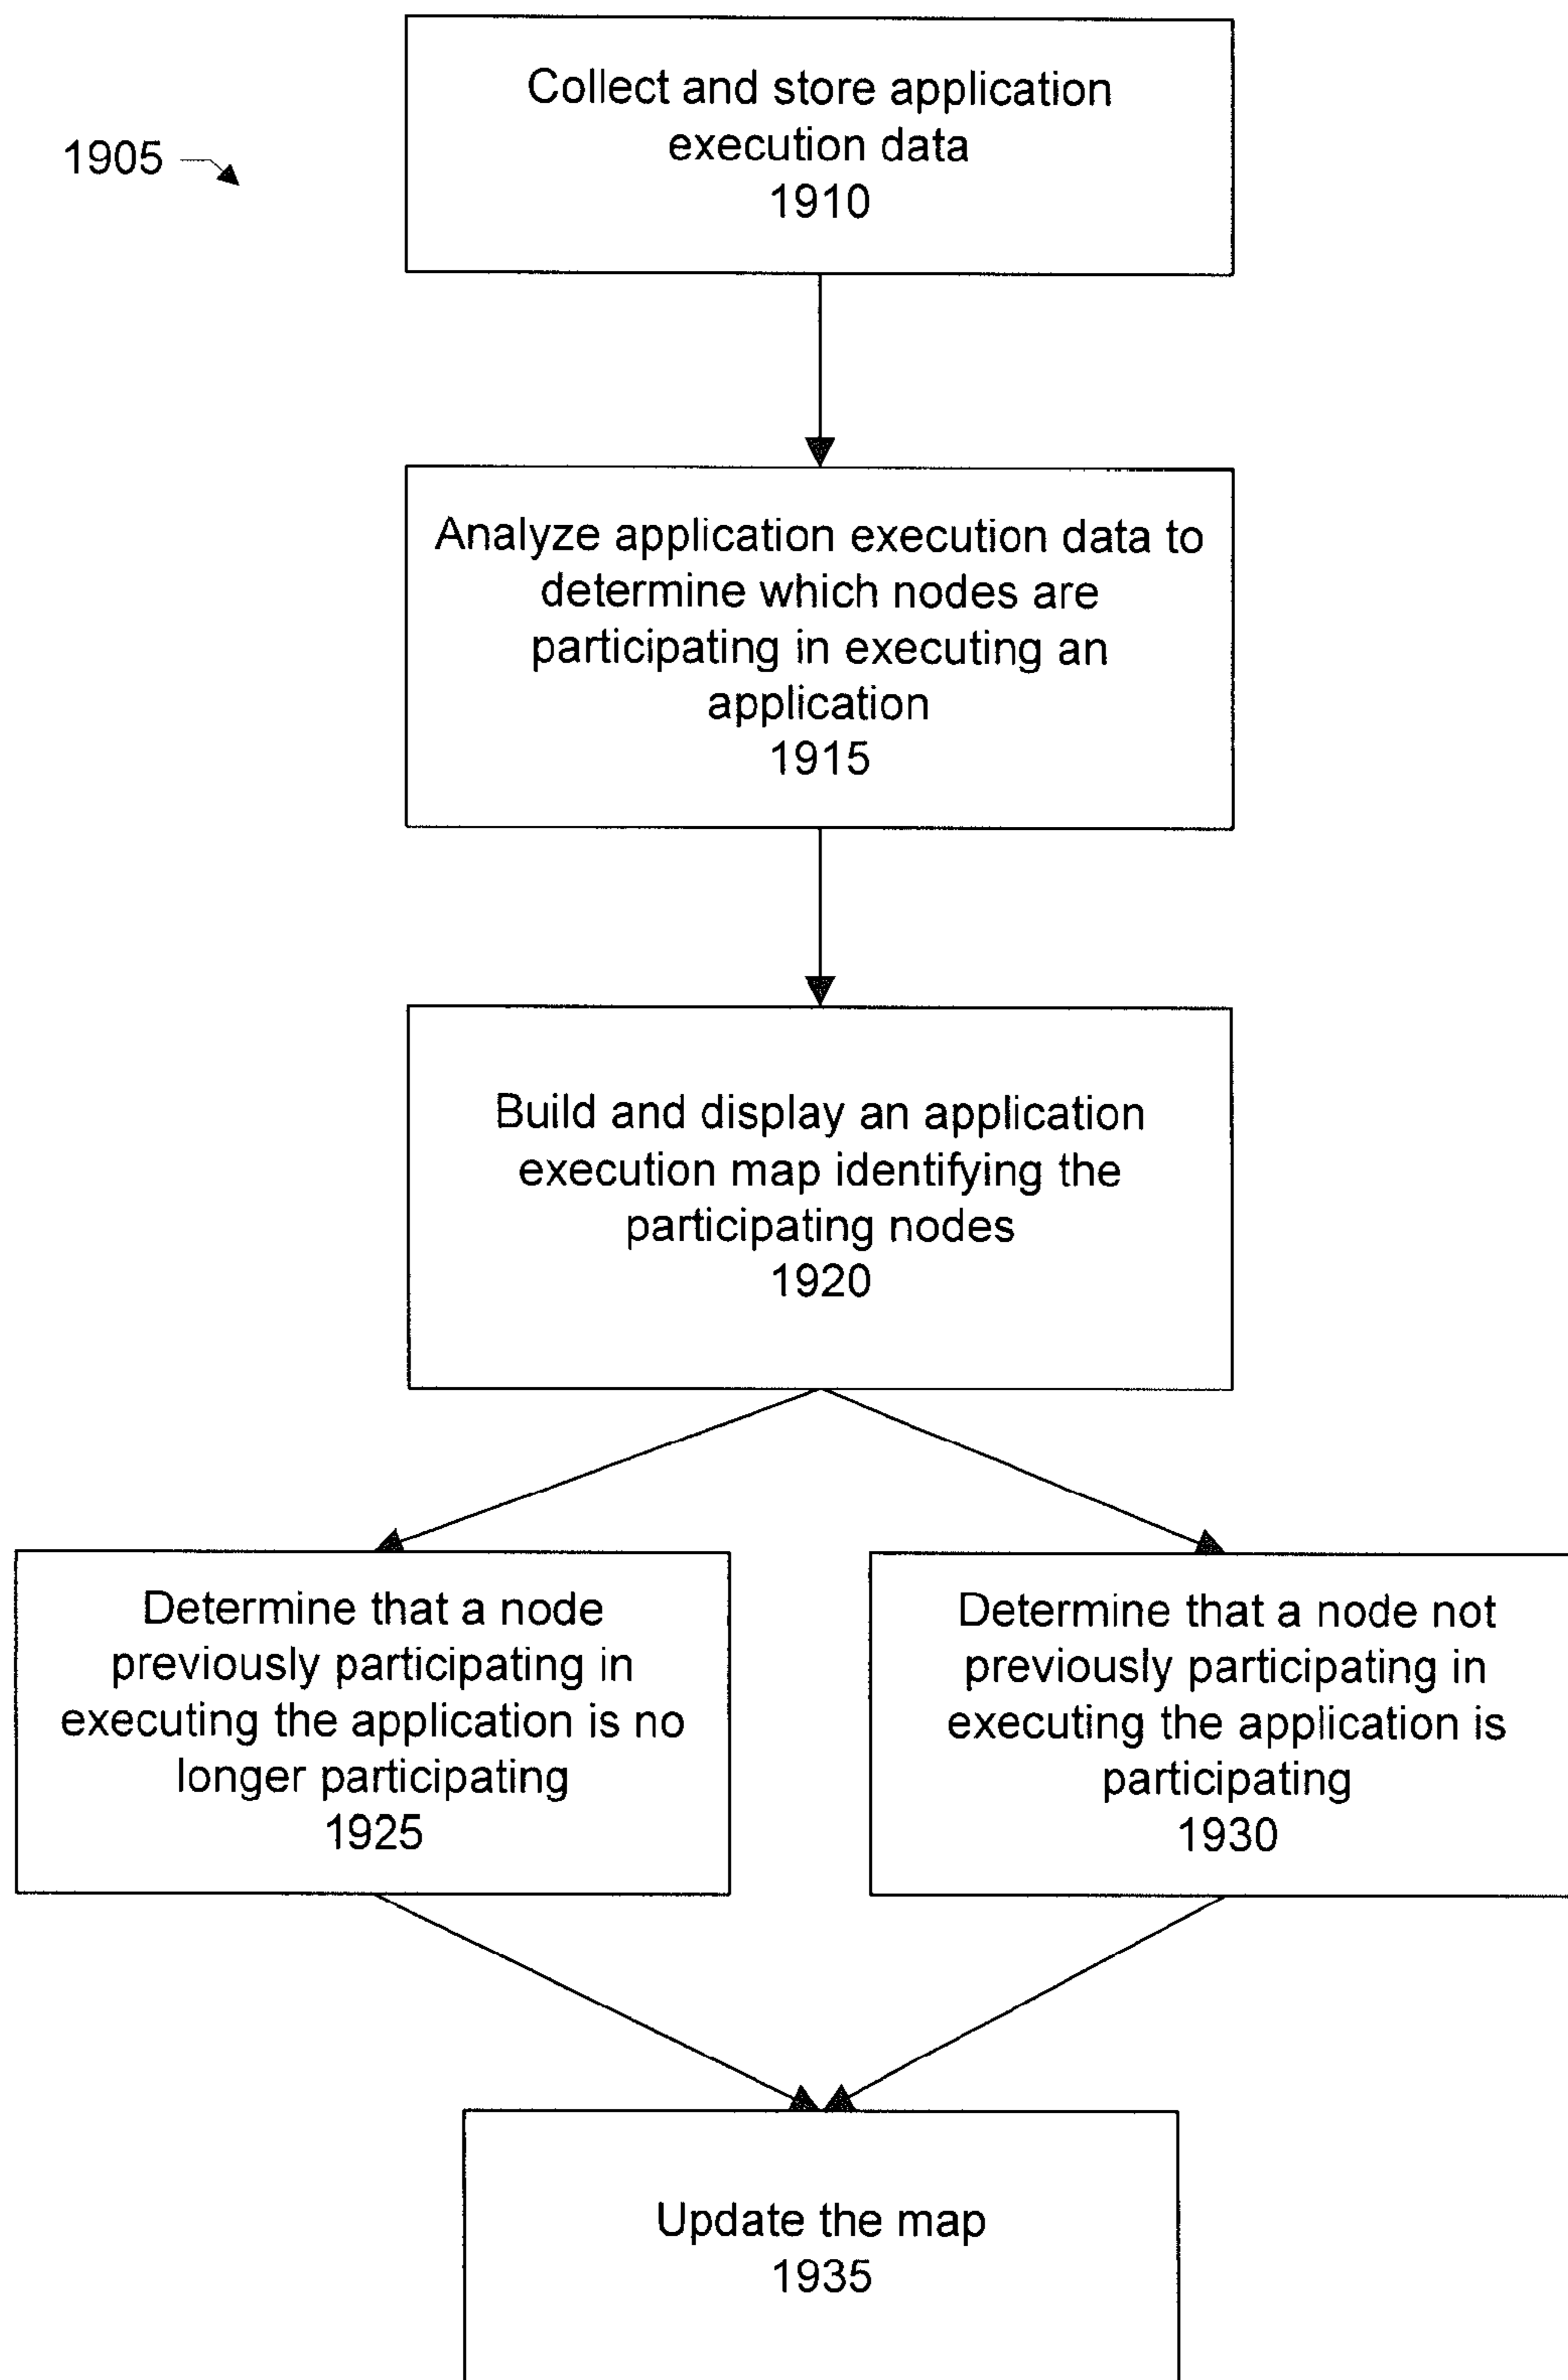 Collect and store application
execution data
1910
1905
Analyze application execution data to
determine which nodes are
participating in executing an
application
1915
Build and display an application
execution map identifying the
participating nodes
1920
Determine that a node
previously participating in
executing the application is no
longer participating
1925
Determine that a node not
previously participating in
executing the application is
participating
1930
Update the map
1935